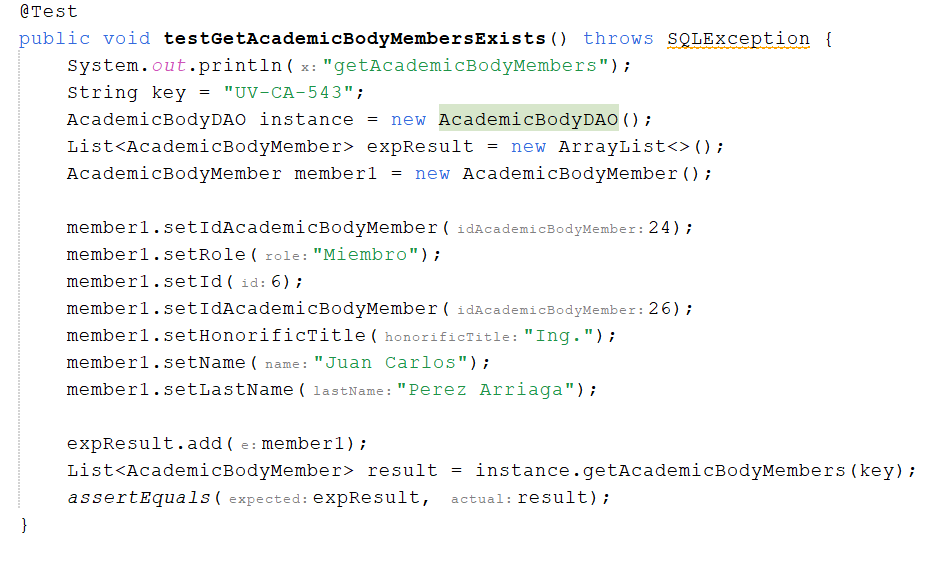 @Test
public void testGetAcademicBodyMembersExists() throws SQLException {
System.out.println( x: "getAcademicBodyMembers");
String key = "UV-CA-543";
AcademicBodyDAO instance = new AcademicBodyDAO();
List<AcademicBodyMember> expResult = new ArrayList<>();
AcademicBodyMember member1 = new AcademicBodyMember();
member1.setIdAcademicBodyMember( idAcademicBodyMember: 24);
member1.setRole( role: "Miembro");
member1.setId( id: 6);
member1.setIdAcademicBodyMember( idAcademicBodyMember: 26);
member1.setHonorificTitle( honorificTitle: "Ing.");
member1.setName( name: "Juan Carlos");
member1.setLastName( lastName: "Perez Arriaga");
expResult.add( e: member1);
List<AcademicBodyMember> result = instance.getAcademicBodyMembers(key);
assertEquals( expected: expResult, actual: result);
}